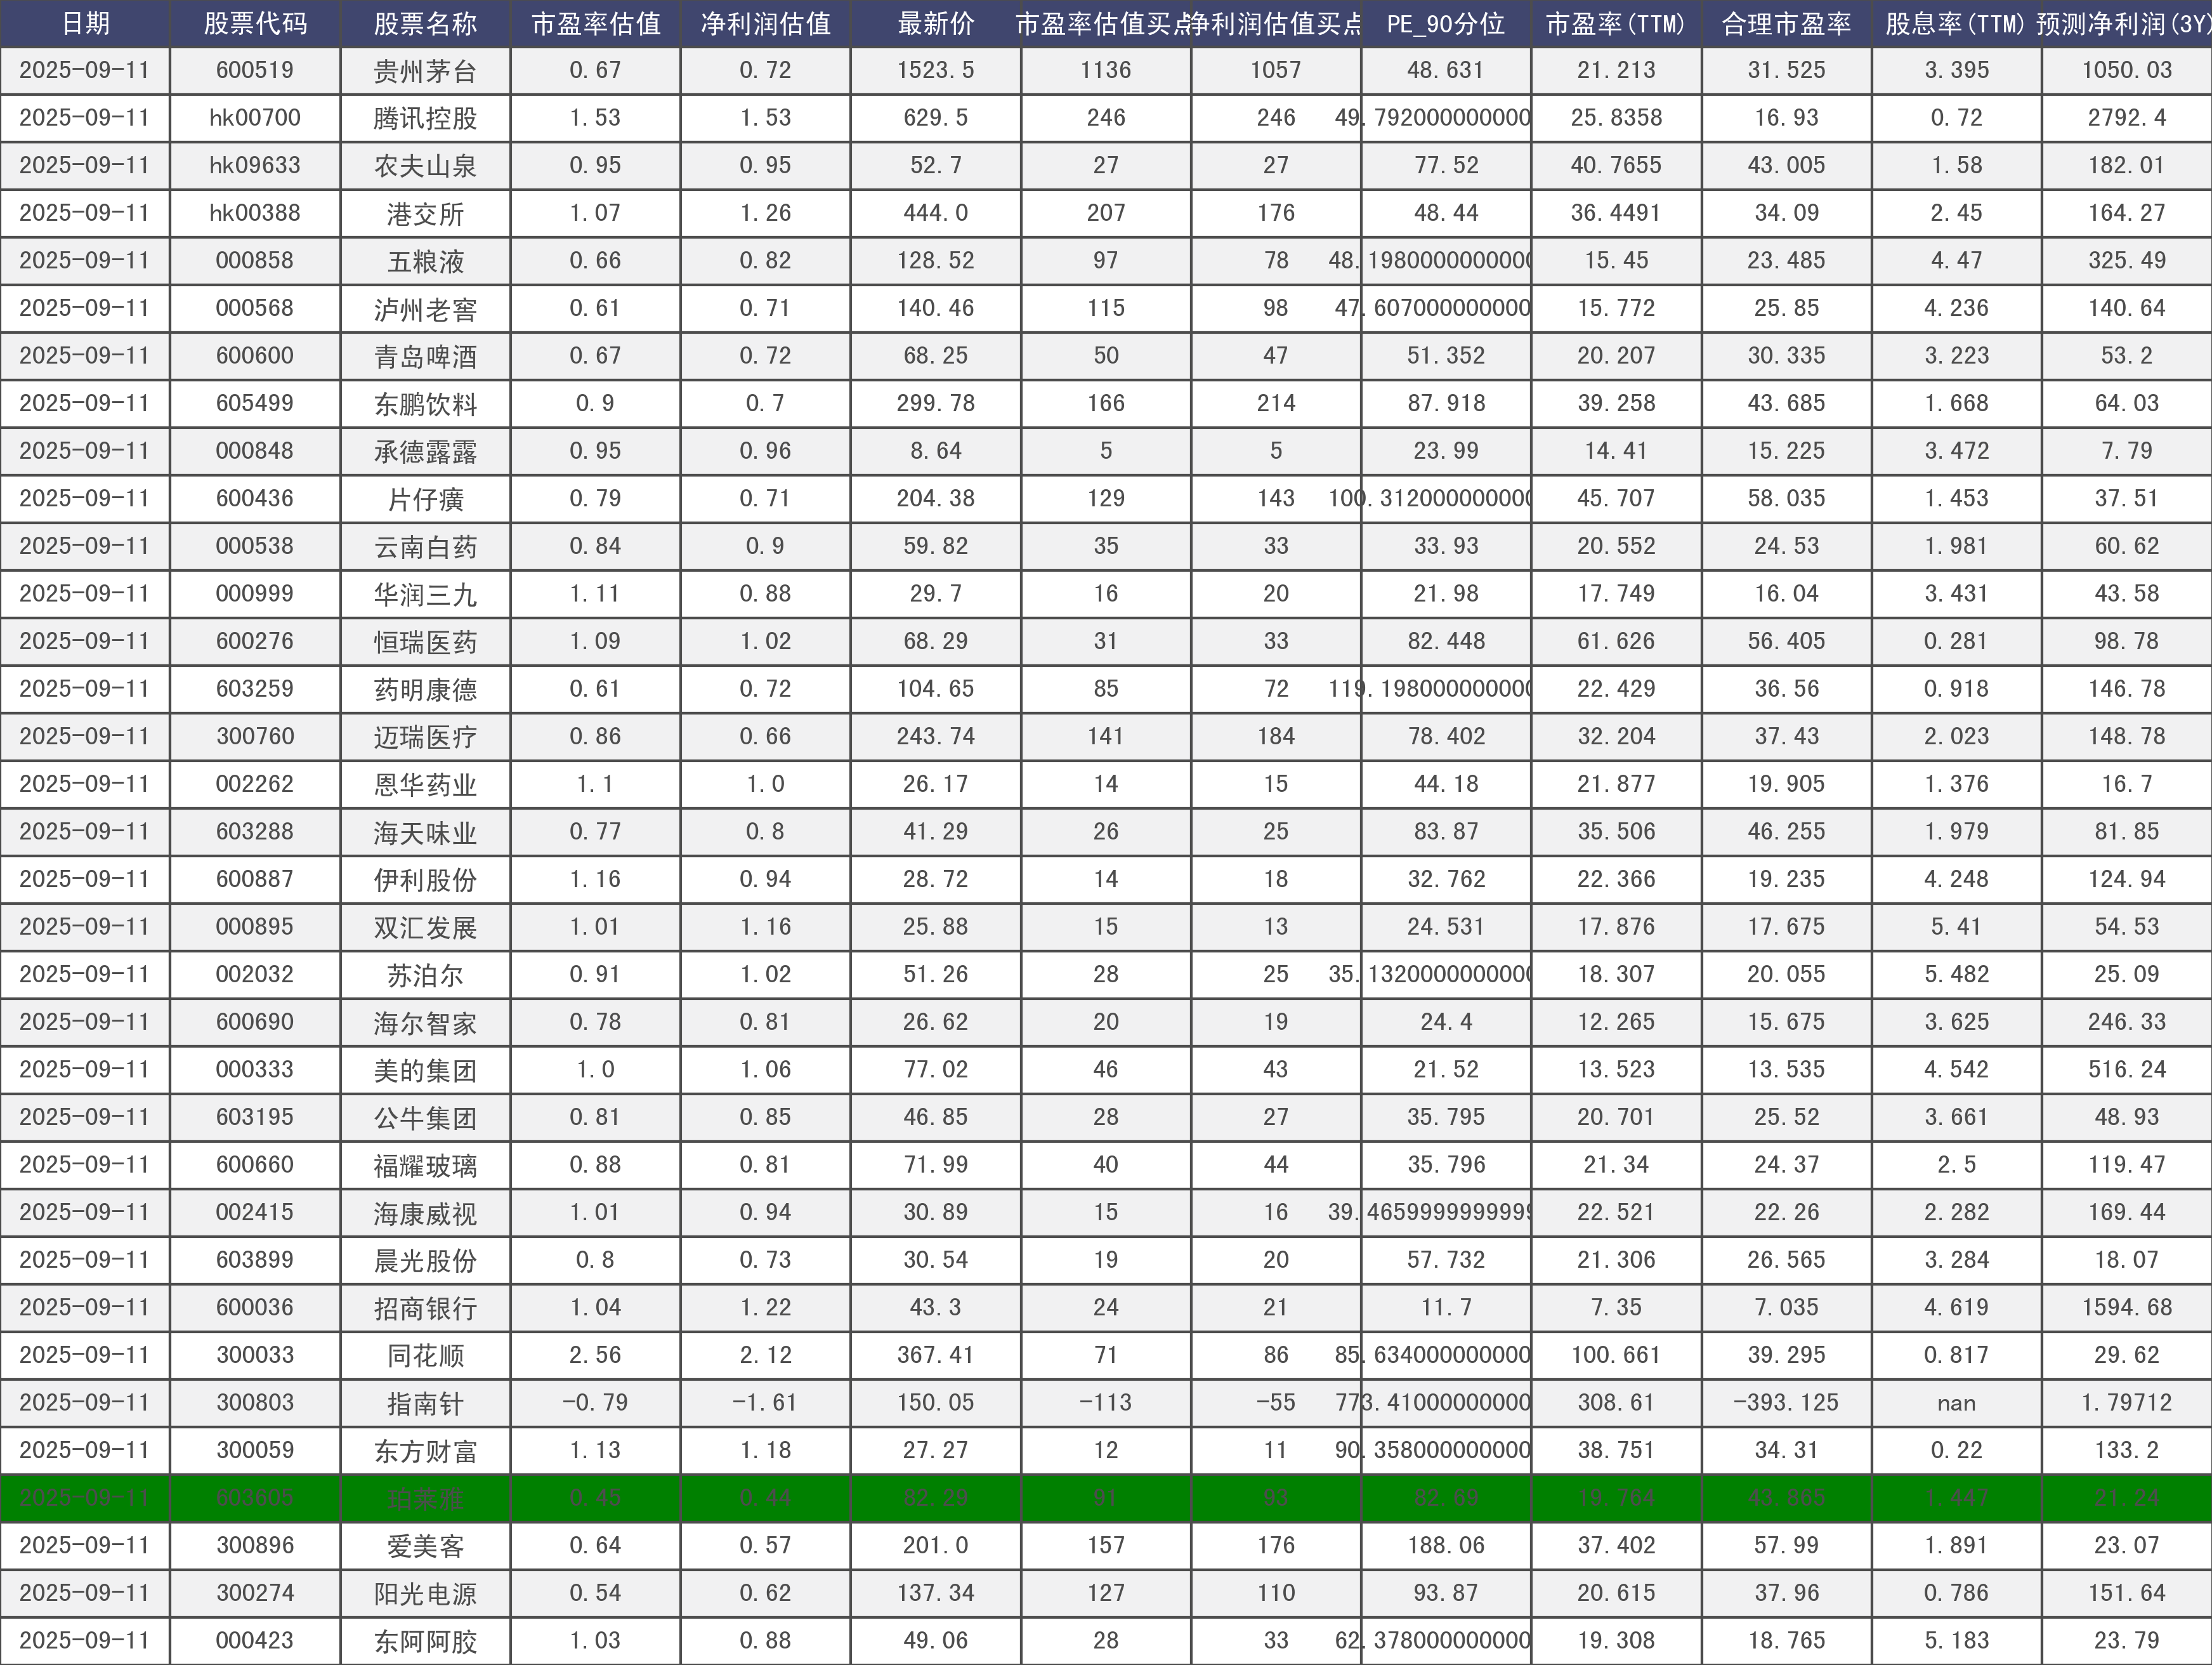 日期 股票代码 股票名称 市盈率估值 净利润估值 最新价 市盈率估值买点 净利润估值买点 PE_90分位 市盈率(TTM) 合理市盈率 股息率(TTM) 预测净利润(3Y)
2025-09-11 600519 贵州茅台 0.67 0.72 1523.5 1136 1057 48.631 21.213 31.525 3.395 1050.03
2025-09-11 hk00700 腾讯控股 1.53 1.53 629.5 246 246 49.792000000000 25.8358 16.93 0.72 2792.4
2025-09-11 hk09633 农夫山泉 0.95 0.95 52.7 27 27 77.52 40.7655 43.005 1.58 182.01
2025-09-11 hk00388 港交所 1.07 1.26 444.0 207 176 48.44 36.4491 34.09 2.45 164.27
2025-09-11 000858 五粮液 0.66 0.82 128.52 97 78 48.1980000000000 15.45 23.485 4.47 325.49
2025-09-11 000568 泸州老窖 0.61 0.71 140.46 115 98 47.607000000000 15.772 25.85 4.236 140.64
2025-09-11 600600 青岛啤酒 0.67 0.72 68.25 50 47 51.352 20.207 30.335 3.223 53.2
2025-09-11 605499 东鹏饮料 0.9 0.7 299.78 166 214 87.918 39.258 43.685 1.668 64.03
2025-09-11 000848 承德露露 0.95 0.96 8.64 5 5 23.99 14.41 15.225 3.472 7.79
2025-09-11 600436 片仔癀 0.79 0.71 204.38 129 143 100.312000000000 45.707 58.035 1.453 37.51
2025-09-11 000538 云南白药 0.84 0.9 59.82 35 33 33.93 20.552 24.53 1.981 60.62
2025-09-11 000999 华润三九 1.11 0.88 29.7 16 20 21.98 17.749 16.04 3.431 43.58
2025-09-11 600276 恒瑞医药 1.09 1.02 68.29 31 33 82.448 61.626 56.405 0.281 98.78
2025-09-11 603259 药明康德 0.61 0.72 104.65 85 72 119.198000000000 22.429 36.56 0.918 146.78
2025-09-11 300760 迈瑞医疗 0.86 0.66 243.74 141 184 78.402 32.204 37.43 2.023 148.78
2025-09-11 002262 恩华药业 1.1 1.0 26.17 14 15 44.18 21.877 19.905 1.376 16.7
2025-09-11 603288 海天味业 0.77 0.8 41.29 26 25 83.87 35.506 46.255 1.979 81.85
2025-09-11 600887 伊利股份 1.16 0.94 28.72 14 18 32.762 22.366 19.235 4.248 124.94
2025-09-11 000895 双汇发展 1.01 1.16 25.88 15 13 24.531 17.876 17.675 5.41 54.53
2025-09-11 002032 苏泊尔 0.91 1.02 51.26 28 25 35.1320000000000 18.307 20.055 5.482 25.09
2025-09-11 600690 海尔智家 0.78 0.81 26.62 20 19 24.4 12.265 15.675 3.625 246.33
2025-09-11 000333 美的集团 1.0 1.06 77.02 46 43 21.52 13.523 13.535 4.542 516.24
2025-09-11 603195 公牛集团 0.81 0.85 46.85 28 27 35.795 20.701 25.52 3.661 48.93
2025-09-11 600660 福耀玻璃 0.88 0.81 71.99 40 44 35.796 21.34 24.37 2.5 119.47
2025-09-11 002415 海康威视 1.01 0.94 30.89 15 16 39.4659999999999 22.521 22.26 2.282 169.44
2025-09-11 603899 晨光股份 0.8 0.73 30.54 19 20 57.732 21.306 26.565 3.284 18.07
2025-09-11 600036 招商银行 1.04 1.22 43.3 24 21 11.7 7.35 7.035 4.619 1594.68
2025-09-11 300033 同花顺 2.56 2.12 367.41 71 86 85.634000000000 100.661 39.295 0.817 29.62
2025-09-11 300803 指南针 -0.79 -1.61 150.05 -113 -55 773.41000000000 308.61 -393.125 nan 1.79712
2025-09-11 300059 东方财富 1.13 1.18 27.27 12 11 90.358000000000 38.751 34.31 0.22 133.2
2025-09-11 603605 珀莱雅 0.45 0.44 82.29 91 93 62.69 19.764 43.865 1.447 21.24
2025-09-11 300896 爱美客 0.64 0.57 201.0 157 176 188.06 37.402 57.99 1.891 23.07
2025-09-11 300274 阳光电源 0.54 0.62 137.34 127 110 93.87 20.615 37.96 0.786 151.64
2025-09-11 000423 东阿阿胶 1.03 0.88 49.06 28 33 62.378000000000 19.308 18.765 5.183 23.79